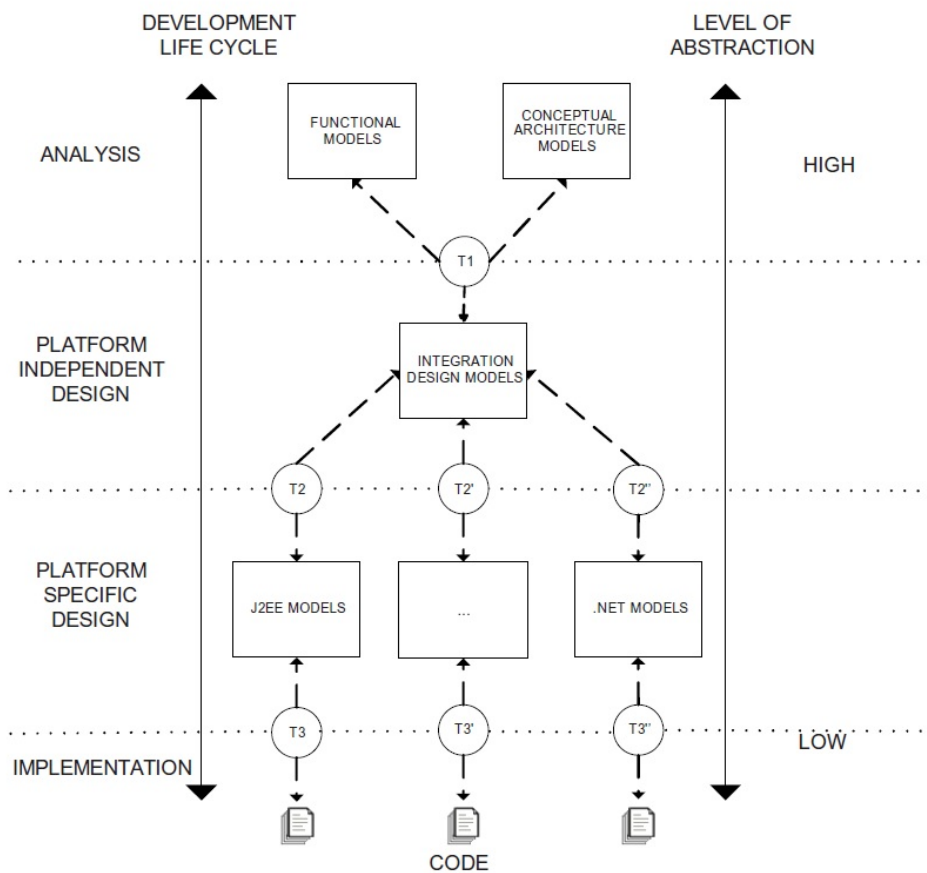 DEVELOPMENT
LIFE CYCLE
LEVEL OF
ABSTRACTION
FUNCTIONAL
MODELS
CONCEPTUAL
ARCHITECTURE
MODELS
ANALYSIS
HIGH
T1
PLATFORM
INDEPENDENT
DESIGN
INTEGRATION
DESIGN MODELS
T2
T2'
T2''
PLATFORM
SPECIFIC
DESIGN
J2EE MODELS
...
.NET MODELS
T3
T3'
T3''
LOW
IMPLEMENTATION
CODE